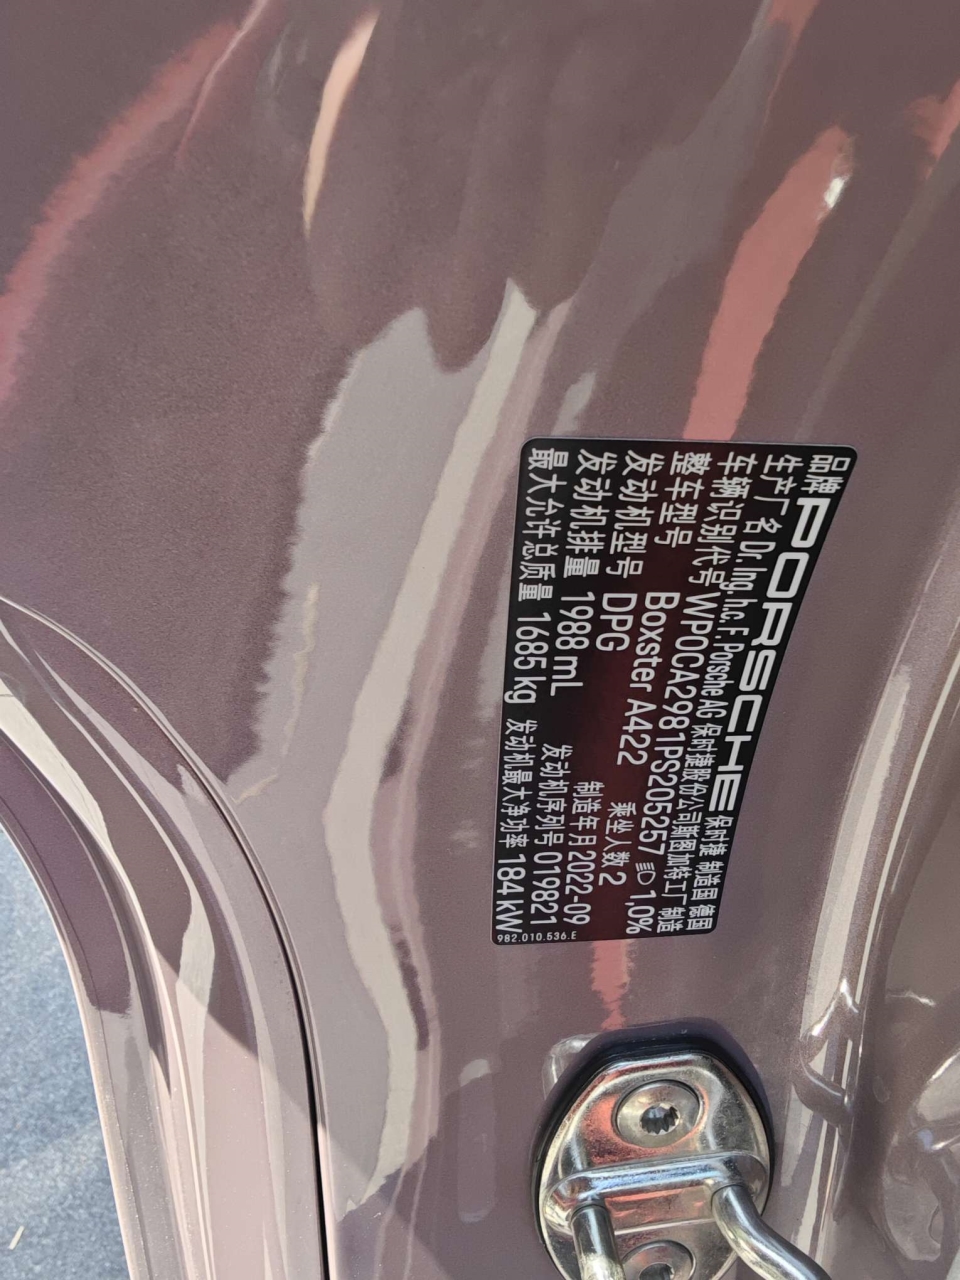 品牌 PORSCHE 保时捷 制造国 德国
生产厂名 Dr. Ing. h.c. F. Porsche AG 保时捷股份公司斯图加特工厂 制造
车辆识别代号 WP0CA2981PS205257 1,0%
整车型号 Boxster A422 乘坐人数 2
发动机型号 DPG 制造年月 2022-09
发动机排量 1988 mL 发动机序列号 019821
最大允许总质量 1685 kg 发动机最大净功率 184 kW
982.010.536.E